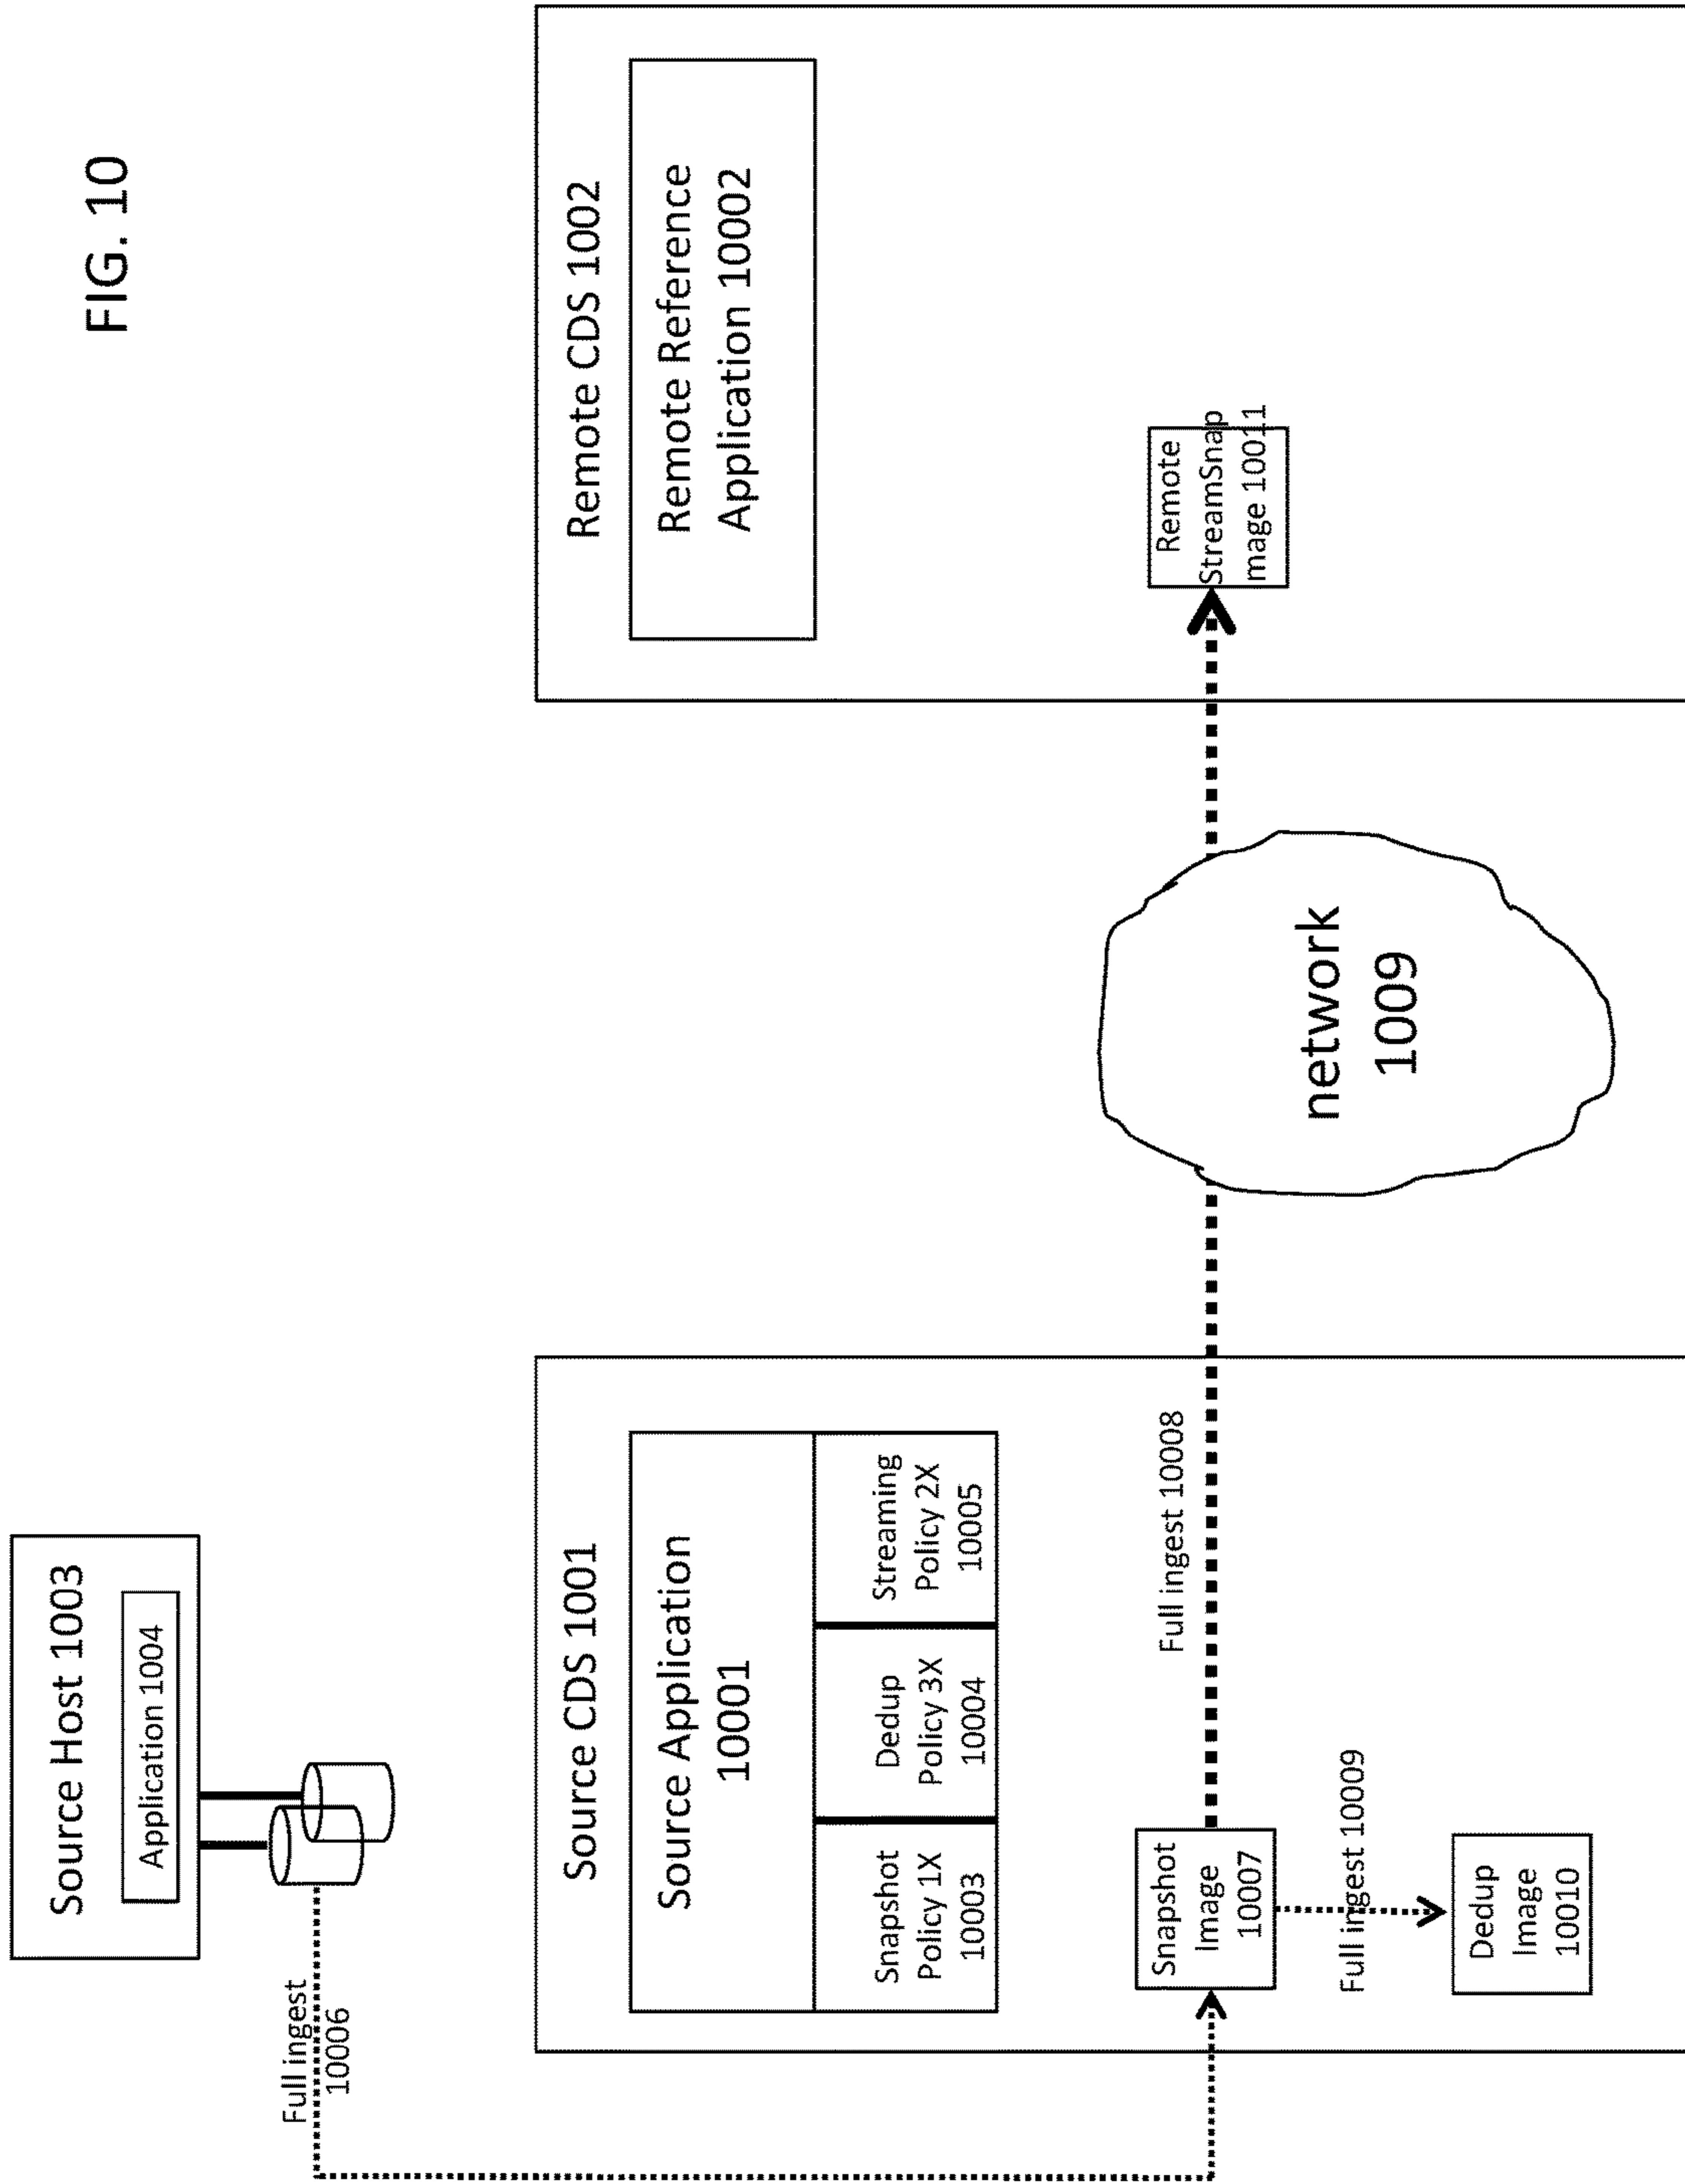 FIG. 10
Source Host 1003
Application 1004
Full ingest
10006
Source CDS 1001
Source Application
10001
Snapshot
Policy 1X
10003
Dedup
Policy 3X
10004
Streaming
Policy 2X
10005
Snapshot
Image
10007
Full ingest 10008
Full ingest 10009
Dedup
Image
10010
network
1009
Remote CDS 1002
Remote Reference
Application 10002
Remote
StreamSnap
mage 10011